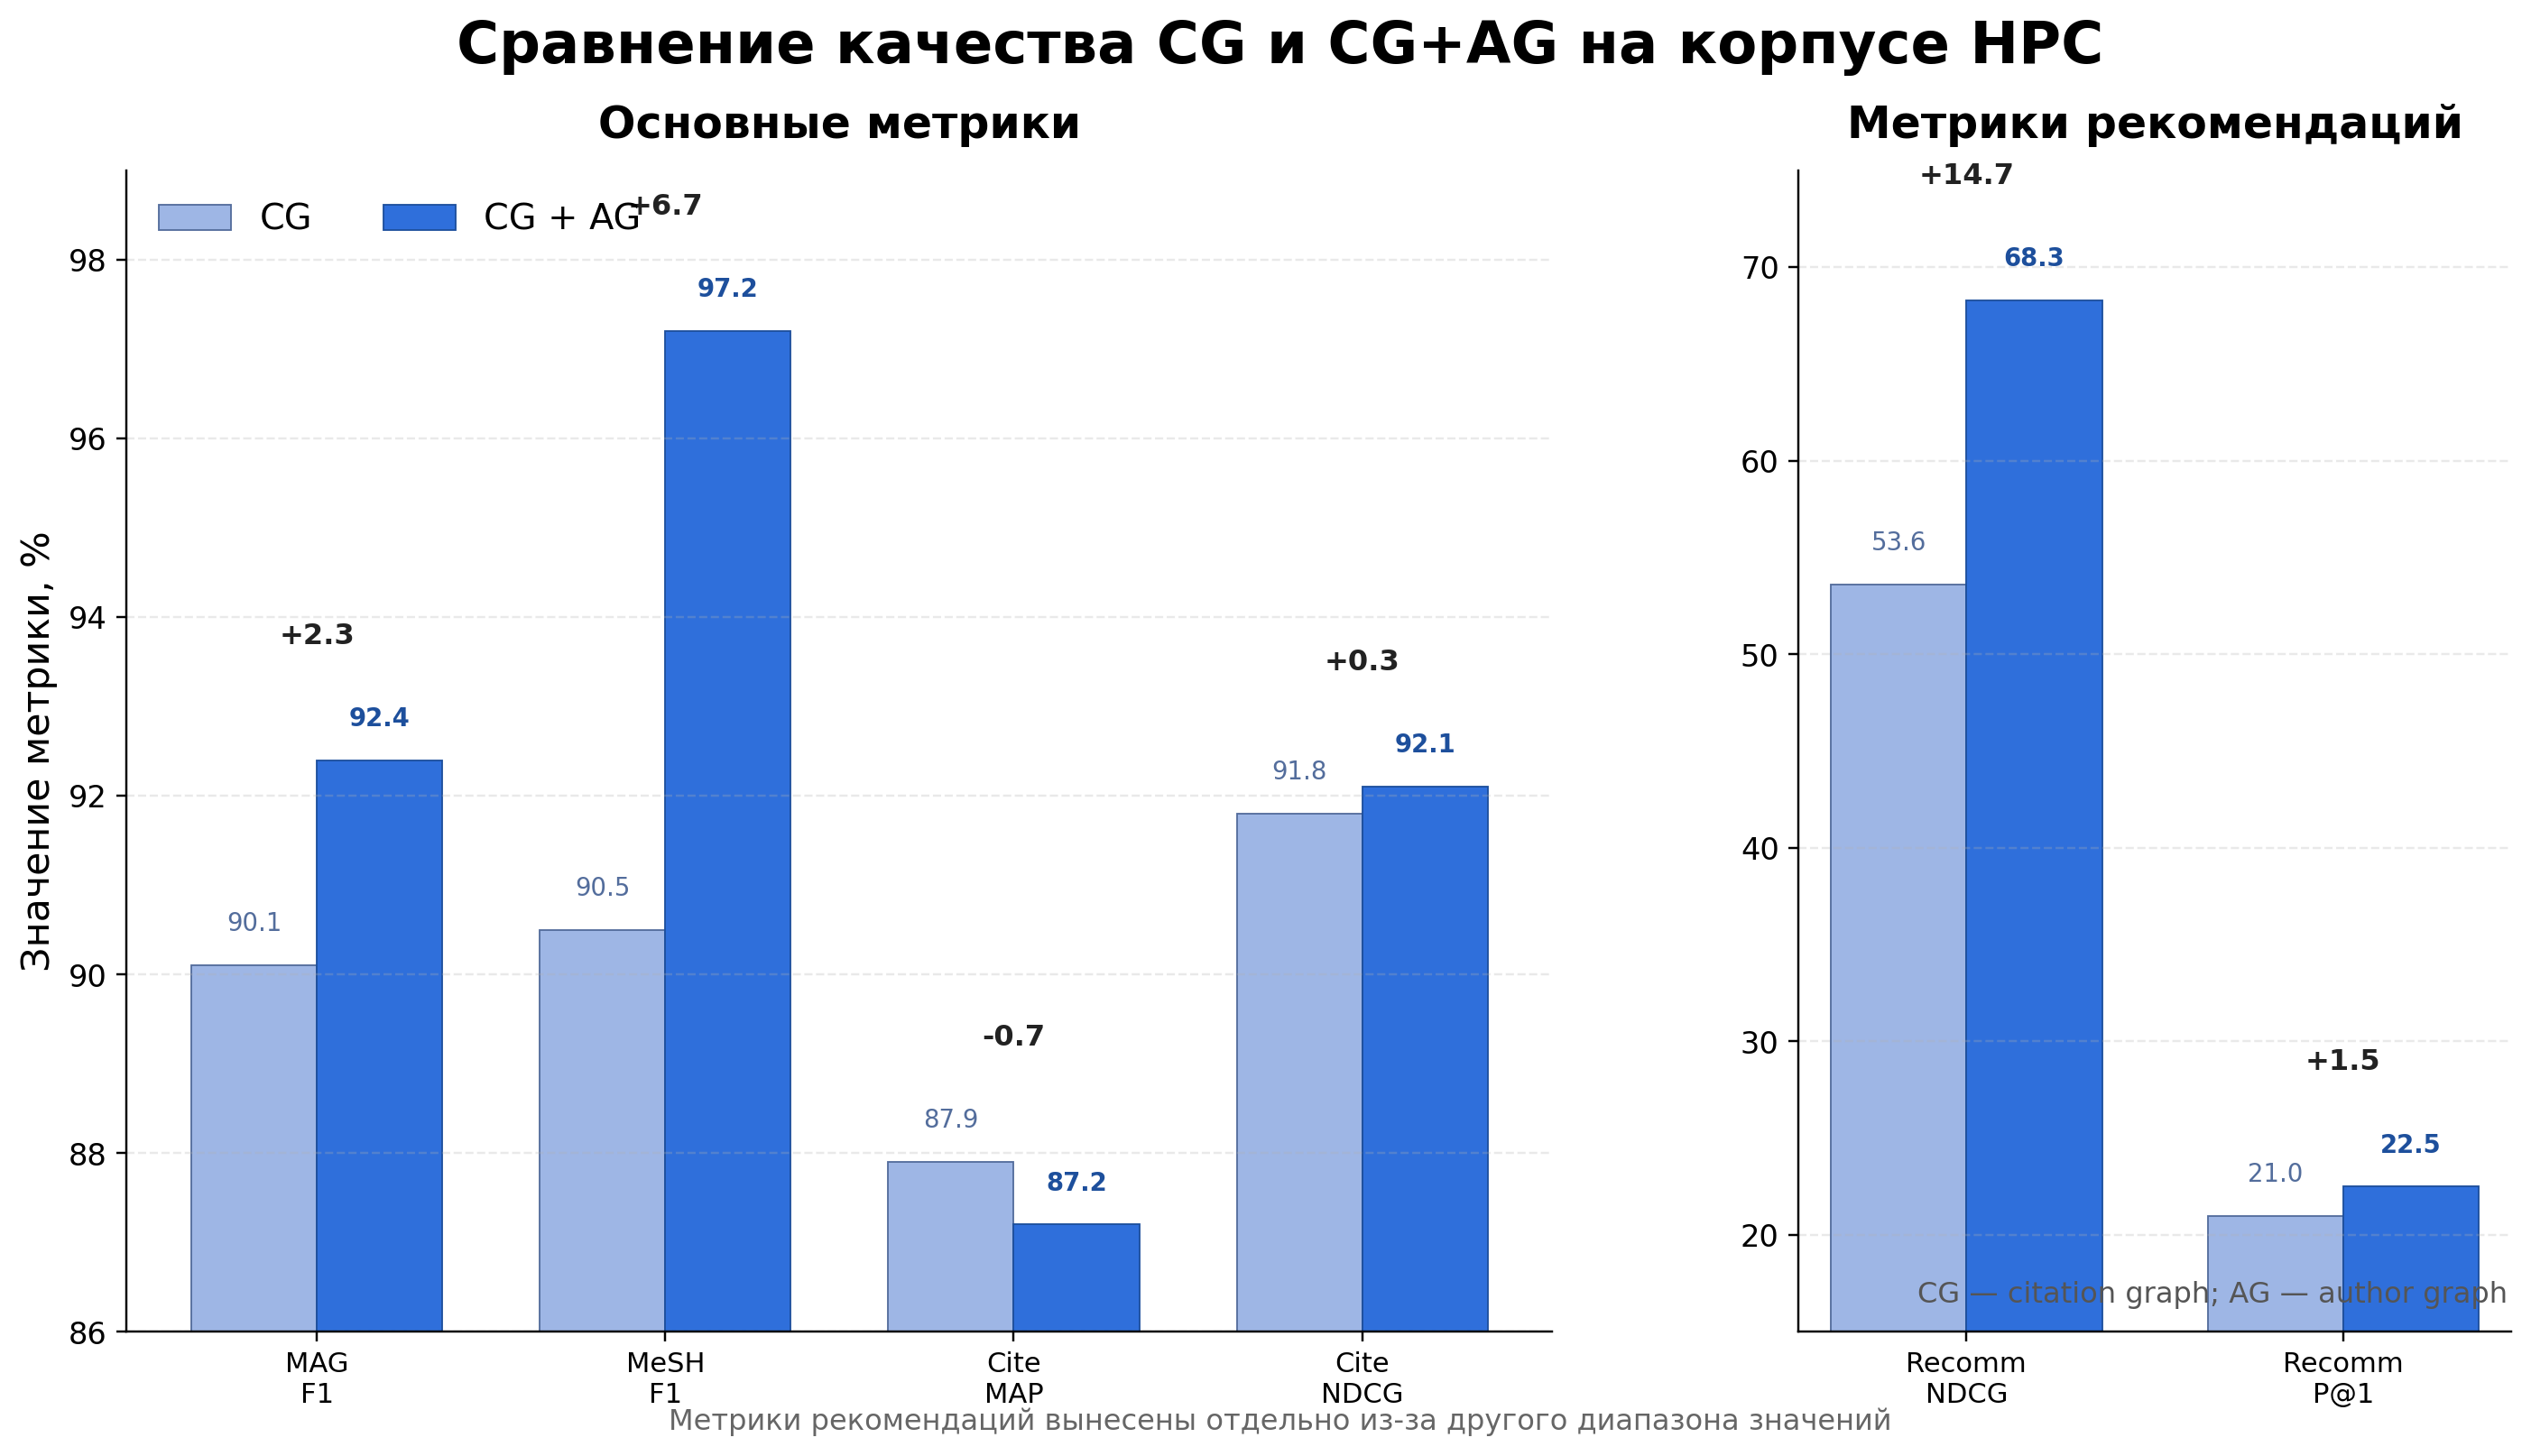 Сравнение качества CG и CG+AG на корпусе HPC
Основные метрики
CG
CG + AG
+6.7
Значение метрики, %
98
96
94
92
90
88
86
97.2
+2.3
92.4
90.1
90.5
-0.7
87.9
87.2
+0.3
91.8
92.1
MAG
F1
MeSH
F1
Cite
MAP
Cite
NDCG
Метрики рекомендаций
+14.7
70
60
50
40
30
20
68.3
53.6
+1.5
21.0
22.5
CG — citation graph; AG — author graph
Recomm
NDCG
Recomm
P@1
Метрики рекомендаций вынесены отдельно из-за другого диапазона значений